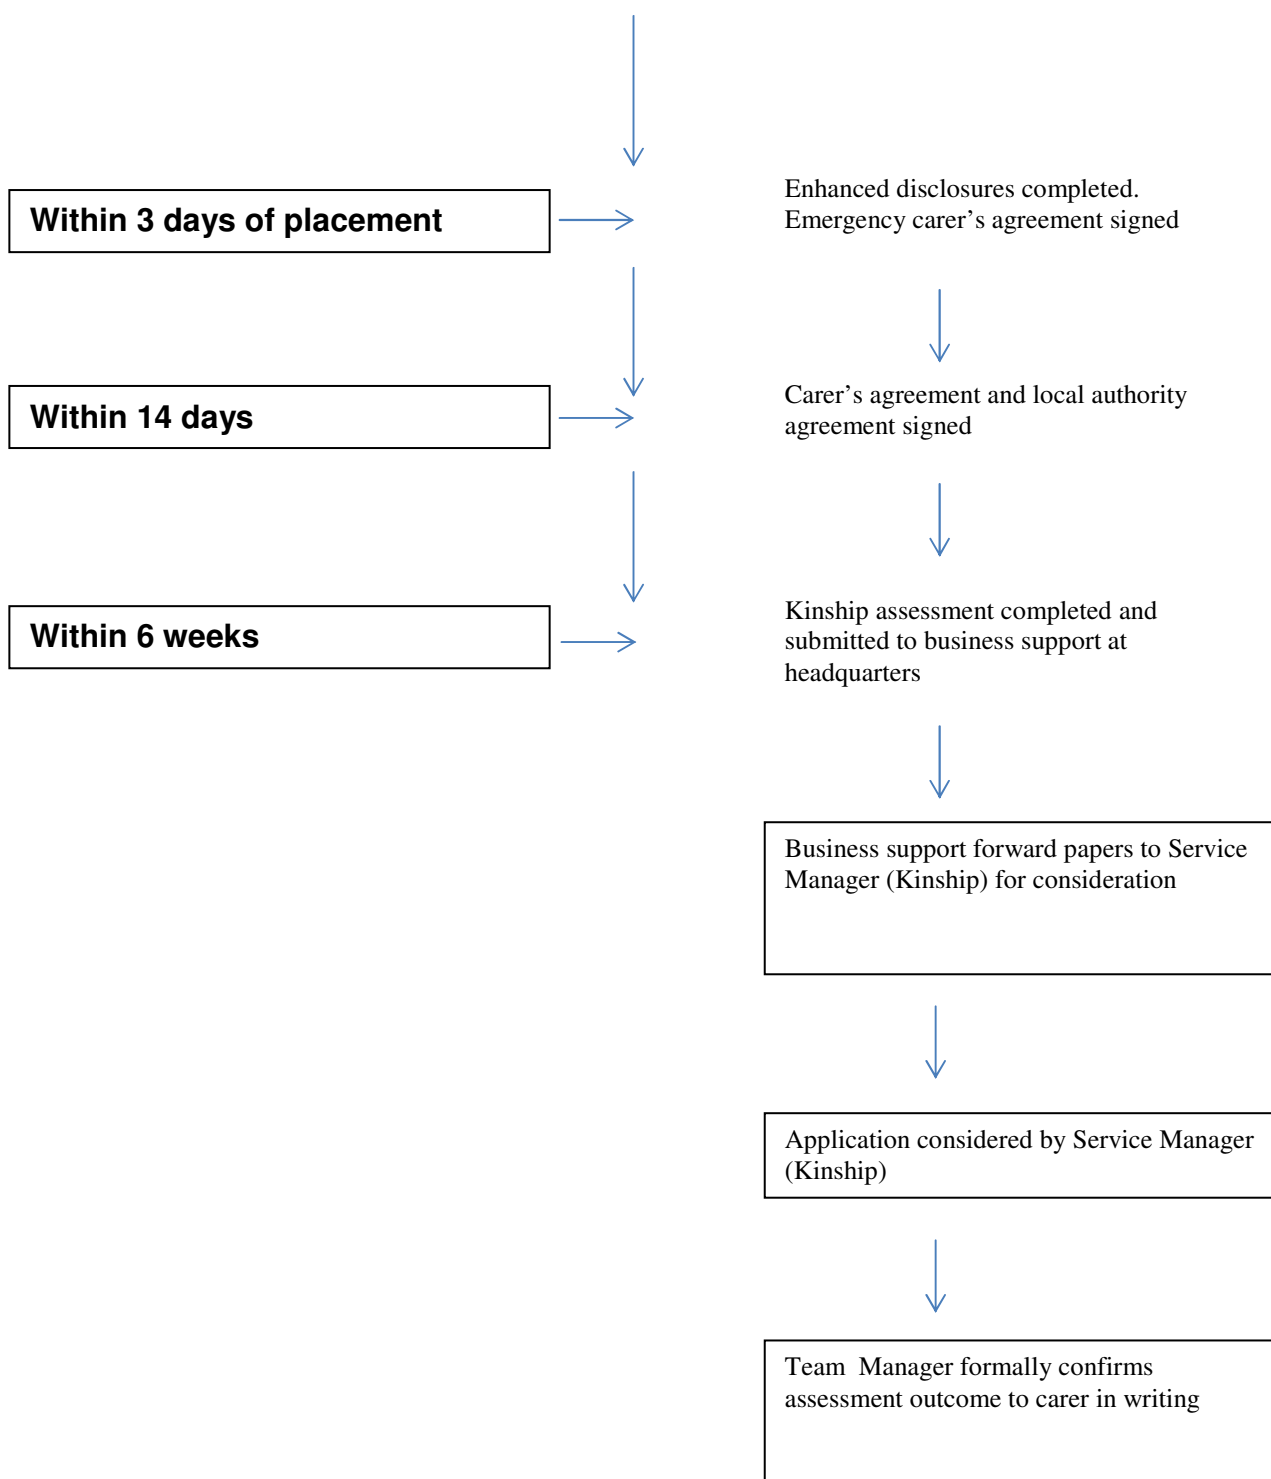 Within 3 days of placement
Enhanced disclosures completed.
Emergency carer’s agreement signed
Within 14 days
Carer’s agreement and local authority
agreement signed
Within 6 weeks
Kinship assessment completed and
submitted to business support at
headquarters
Business support forward papers to Service
Manager (Kinship) for consideration
Application considered by Service Manager
(Kinship)
Team  Manager formally confirms
assessment outcome to carer in writing